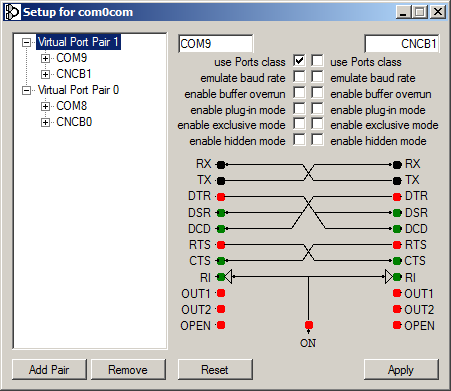 Setup for com0com
Virtual Port Pair 1
COM9
CNCB1
Virtual Port Pair 0
COM8
CNCB0
COM9 CNCB1
use Ports class use Ports class
emulate baud rate emulate baud rate
enable buffer overrun enable buffer overrun
enable plug-in mode enable plug-in mode
enable exclusive mode enable exclusive mode
enable hidden mode enable hidden mode
RX RX
TX TX
DTR DTR
DSR DSR
DCD DCD
RTS RTS
CTS CTS
RI RI
OUT1 OUT1
OUT2 OUT2
OPEN OPEN
ON
Add Pair Remove Reset Apply